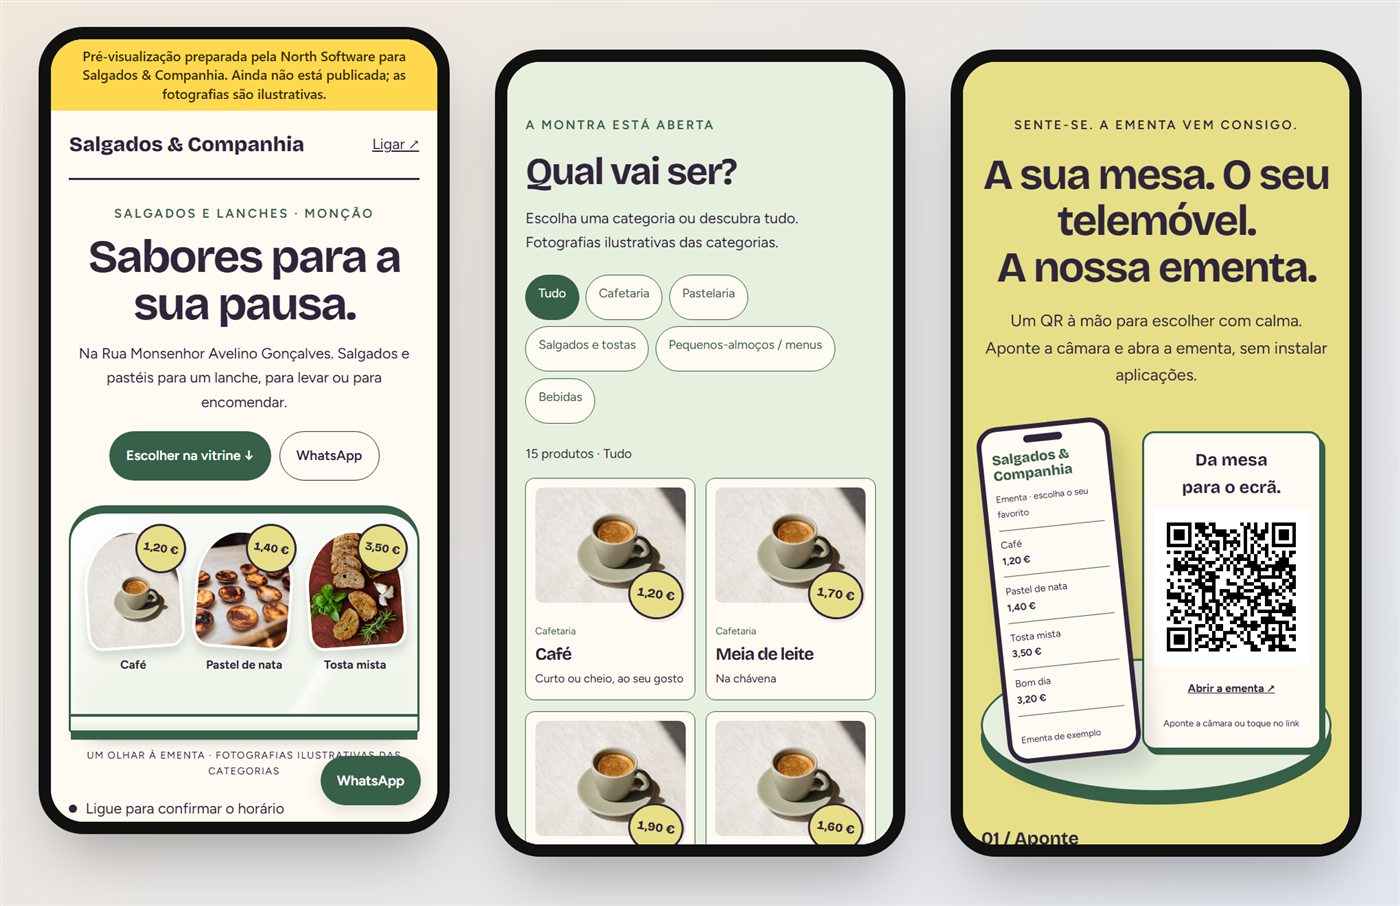 Pré-visualização preparada pela North Software para
Salgados & Companhia. Ainda não está publicada; as
fotografias são ilustrativas.
Salgados & Companhia
Ligar ↗
SALGADOS E LANCHES · MONÇÃO
Sabores para a
sua pausa.
Na Rua Monsenhor Avelino Gonçalves. Salgados e
pastéis para um lanche, para levar ou para
encomendar.
Escolher na vitrine ↓
WhatsApp
1,20 €
1,40 €
3,50 €
Café
Pastel de nata
Tosta mista
UM OLHAR À EMENTA · FOTOGRAFIAS ILUSTRATIVAS DAS
CATEGORIAS
WhatsApp
Ligue para confirmar o horário
A MONTRA ESTÁ ABERTA
Qual vai ser?
Escolha uma categoria ou descubra tudo.
Fotografias ilustrativas das categorias.
Tudo
Cafetaria
Pastelaria
Salgados e tostas
Pequenos-almoços / menus
Bebidas
15 produtos · Tudo
1,20 €
Cafetaria
Café
Curto ou cheio, ao seu gosto
1,70 €
Cafetaria
Meia de leite
Na chávena
1,90 €
1,60 €
SENTE-SE. A EMENTA VEM CONSIGO.
A sua mesa. O seu
telemóvel.
A nossa ementa.
Um QR à mão para escolher com calma.
Aponte a câmara e abra a ementa, sem instalar
aplicações.
Salgados &
Companhia
Ementa · escolha o seu
favorito
Café
1,20 €
Pastel de nata
1,40 €
Tosta mista
3,50 €
Bom dia
3,20 €
Ementa de exemplo
Da mesa
para o ecrã.
Abrir a ementa ↗
Aponte a câmara ou toque no link
01 / Aponte